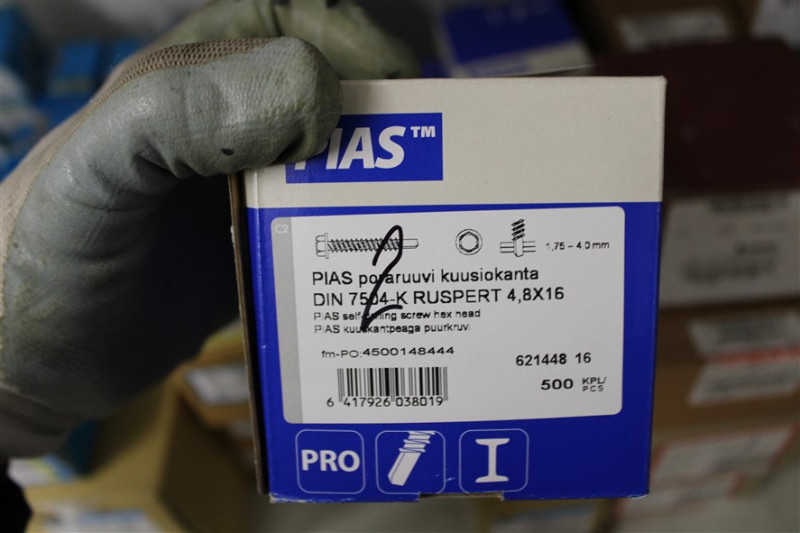 PIAS™
C2
2
1,75 – 4,0 mm
PIAS poraruuvi kuusiokanta
DIN 7504-K RUSPERT 4,8X16
PIAS self-drilling screw hex head
PIAS kuuskantpeaga puurkruvi
fm-PO:4500148444
621448 16
500 KPL/
PCS
6 417926 038019
PRO